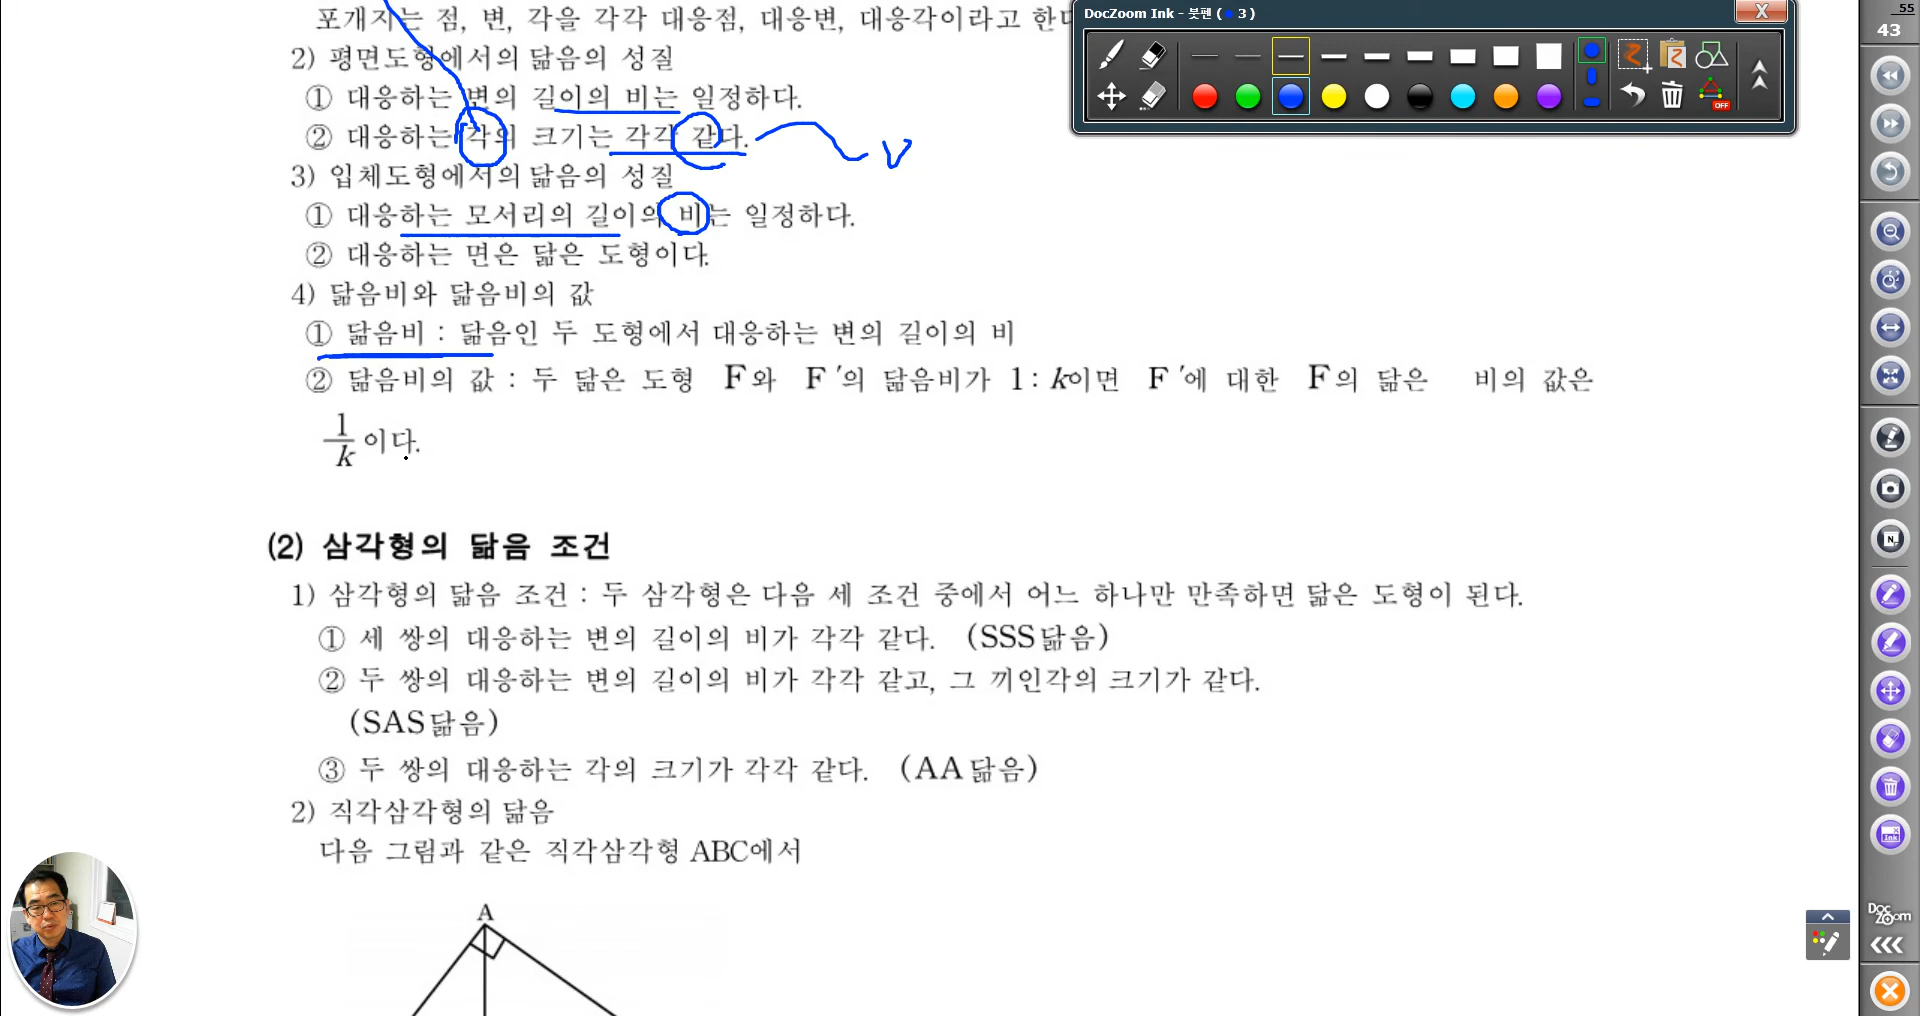 포개지는 점, 변, 각을 각각 대응점, 대응변, 대응각이라고 한다
2) 평면도형에서의 닮음의 성질
① 대응하는 변의 길이의 비는 일정하다.
② 대응하는 각의 크기는 각각 같다.
3) 입체도형에서의 닮음의 성질
① 대응하는 모서리의 길이의 비는 일정하다.
② 대응하는 면은 닮은 도형이다.
4) 닮음비와 닮음비의 값
① 닮음비 : 닮음인 두 도형에서 대응하는 변의 길이의 비
② 닮음비의 값 : 두 닮은 도형 F와 F′의 닮음비가 1 : k이면 F′에 대한 F의 닮은 비의 값은
1/k이다.
(2) 삼각형의 닮음 조건
1) 삼각형의 닮음 조건 : 두 삼각형은 다음 세 조건 중에서 어느 하나만 만족하면 닮은 도형이 된다.
① 세 쌍의 대응하는 변의 길이의 비가 각각 같다. (SSS닮음)
② 두 쌍의 대응하는 변의 길이의 비가 각각 같고, 그 끼인각의 크기가 같다.
(SAS닮음)
③ 두 쌍의 대응하는 각의 크기가 각각 같다. (AA닮음)
2) 직각삼각형의 닮음
다음 그림과 같은 직각삼각형 ABC에서
A
DocZoom Ink - 붓펜 ( 3 )
X
OFF
55
43
N
Ink
Doc Zoom